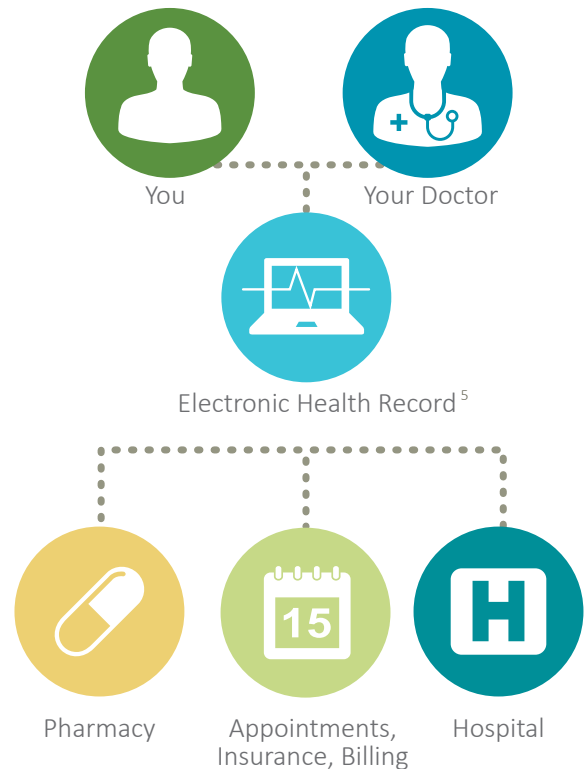 You
Your Doctor
Electronic Health Record 5
15
H
Pharmacy
Appointments,
Insurance, Billing
Hospital